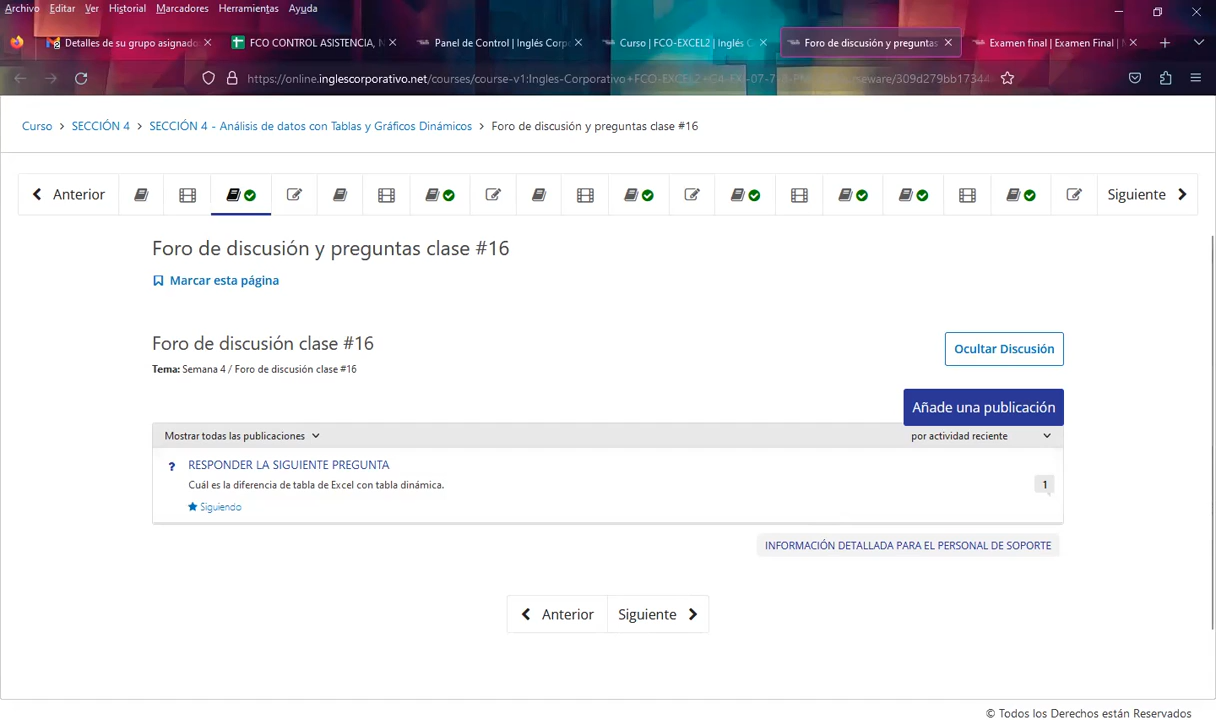 Archivo Editar Ver Historial Marcadores Herramientas Ayuda
Detalles de su grupo asignado
FCO CONTROL ASISTENCIA, N
Panel de Control | Inglés Corpo
Curso | FCO-EXCEL2 | Inglés C
Foro de discusión y preguntas
Examen final | Examen Final |
https://online.inglescorporativo.net/courses/course-v1:Ingles-Corporativo+FCO-EXCEL2
Curso > SECCIÓN 4 > SECCIÓN 4 - Análisis de datos con Tablas y Gráficos Dinámicos > Foro de discusión y preguntas clase #16
Anterior
Siguiente
Foro de discusión y preguntas clase #16
Marcar esta página
Foro de discusión clase #16
Ocultar Discusión
Tema: Semana 4 / Foro de discusión clase #16
Añade una publicación
Mostrar todas las publicaciones
por actividad reciente
? RESPONDER LA SIGUIENTE PREGUNTA
Cuál es la diferencia de tabla de Excel con tabla dinámica.
1
Siguiendo
INFORMACIÓN DETALLADA PARA EL PERSONAL DE SOPORTE
Anterior
Siguiente
© Todos los Derechos están Reservados